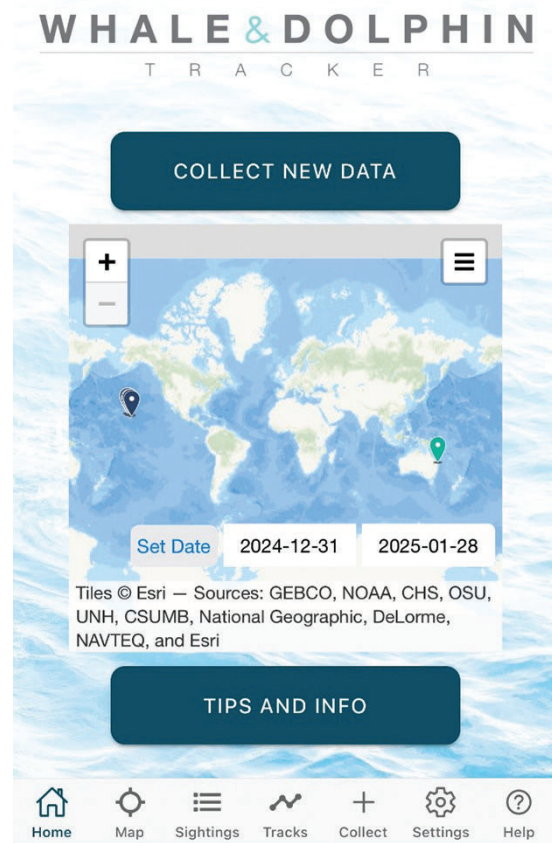 WHALE&DOLPHIN
TRACKER
COLLECT NEW DATA
+
−
Set Date 2024-12-31 2025-01-28
Tiles © Esri — Sources: GEBCO, NOAA, CHS, OSU,
UNH, CSUMB, National Geographic, DeLorme,
NAVTEQ, and Esri
TIPS AND INFO
Home Map Sightings Tracks Collect Settings Help